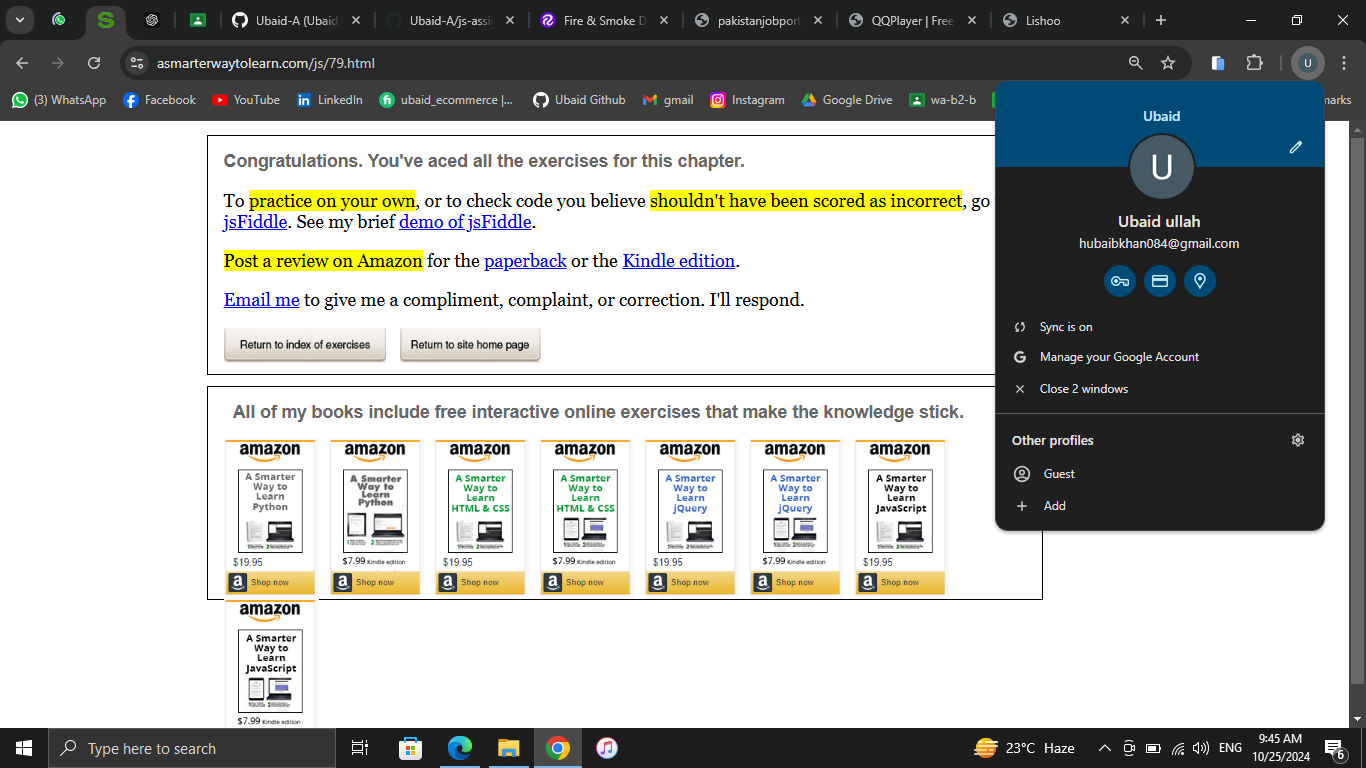 Ubaid-A (Ubaid
Ubaid-A/js-assi
Fire & Smoke D
pakistanjobport
QQPlayer | Free
Lishoo
asmarterwaytolearn.com/js/79.html
U
(3) WhatsApp
Facebook
YouTube
LinkedIn
ubaid_ecommerce |...
Ubaid Github
gmail
Instagram
Google Drive
wa-b2-b
marks
Congratulations. You've aced all the exercises for this chapter.
To practice on your own, or to check code you believe shouldn't have been scored as incorrect, go
jsFiddle. See my brief demo of jsFiddle.
Post a review on Amazon for the paperback or the Kindle edition.
Email me to give me a compliment, complaint, or correction. I'll respond.
Return to index of exercises
Return to site home page
All of my books include free interactive online exercises that make the knowledge stick.
amazon
A Smarter
Way to
Learn
Python
$19.95
Shop now
amazon
A Smarter
Way to
Learn
Python
$7.99 Kindle edition
Shop now
amazon
A Smarter
Way to
Learn
HTML & CSS
$19.95
Shop now
amazon
A Smarter
Way to
Learn
HTML & CSS
$7.99 Kindle edition
Shop now
amazon
A Smarter
Way to
Learn
jQuery
$19.95
Shop now
amazon
A Smarter
Way to
Learn
jQuery
$7.99 Kindle edition
Shop now
amazon
A Smarter
Way to
Learn
JavaScript
$19.95
Shop now
amazon
A Smarter
Way to
Learn
JavaScript
$7.99 Kindle edition
Ubaid
U
Ubaid ullah
hubaibkhan084@gmail.com
Sync is on
Manage your Google Account
Close 2 windows
Other profiles
Guest
Add
Type here to search
23°C Haze
ENG
9:45 AM
10/25/2024
6